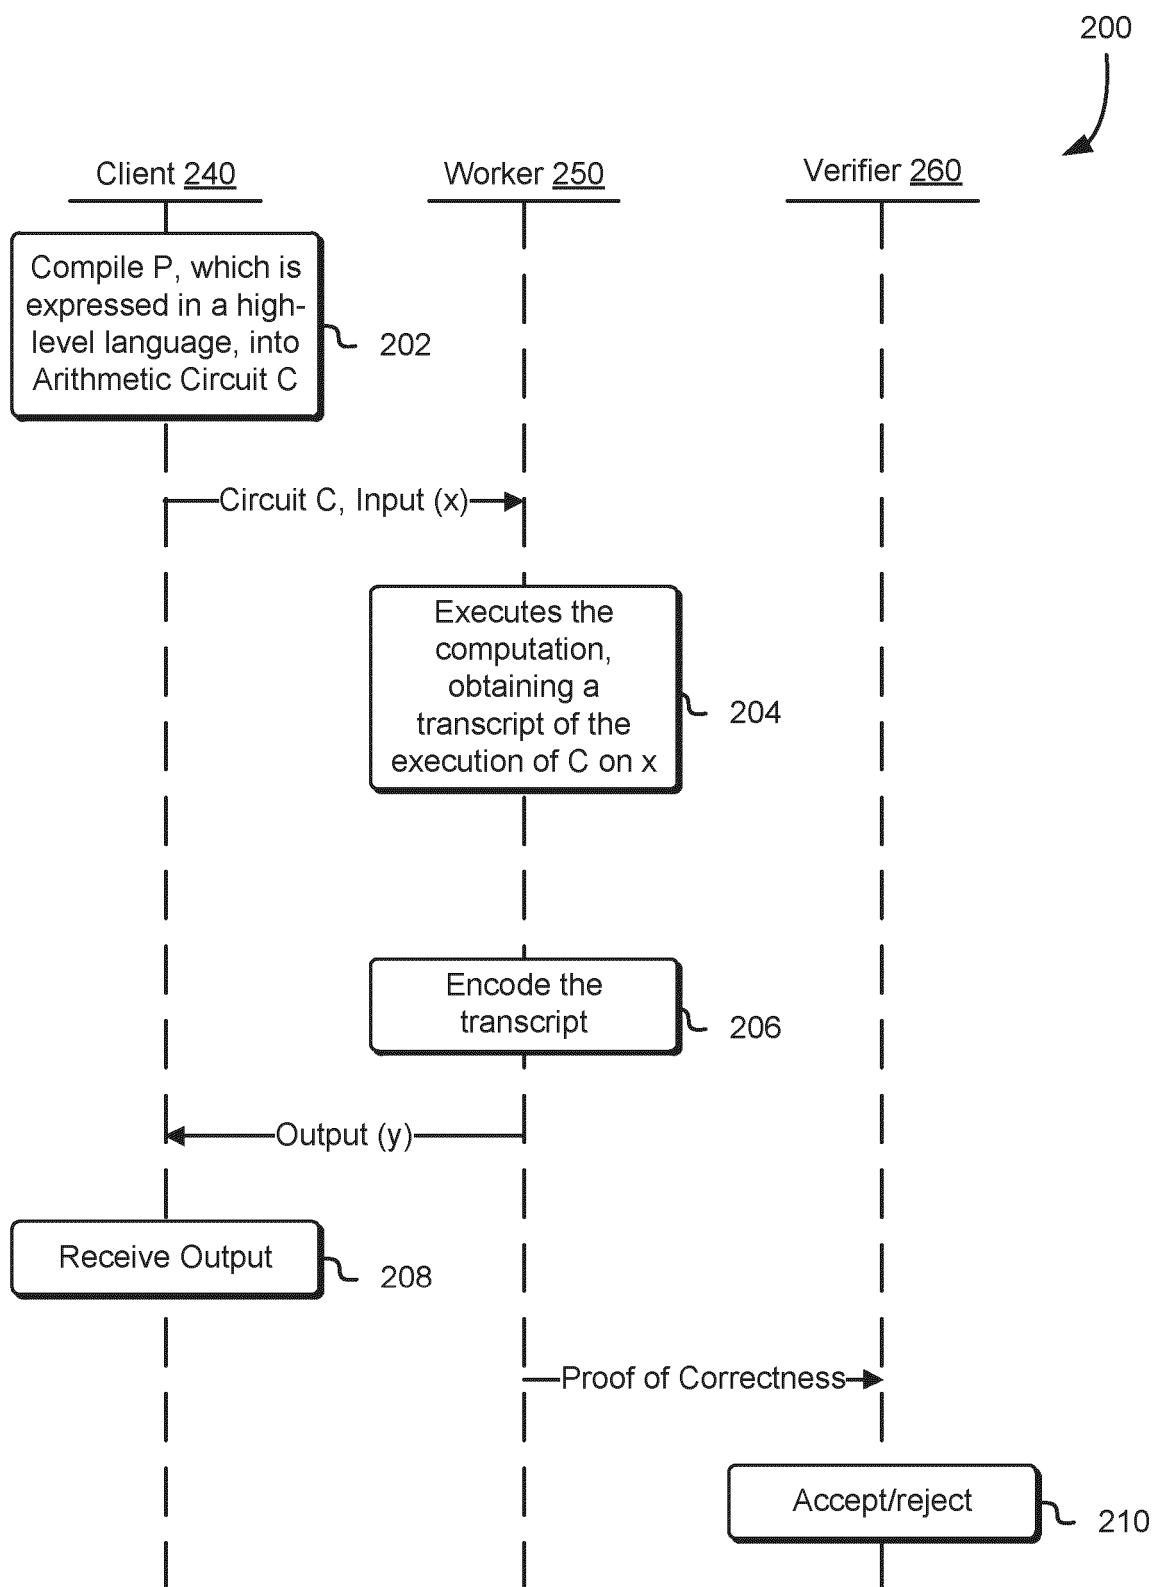 200
Client 240
Worker 250
Verifier 260
Compile P, which is
expressed in a high-
level language, into
Arithmetic Circuit C
202
Circuit C, Input (x)
Executes the
computation,
obtaining a
transcript of the
execution of C on x
204
Encode the
transcript
206
Output (y)
Receive Output
208
Proof of Correctness
Accept/reject
210